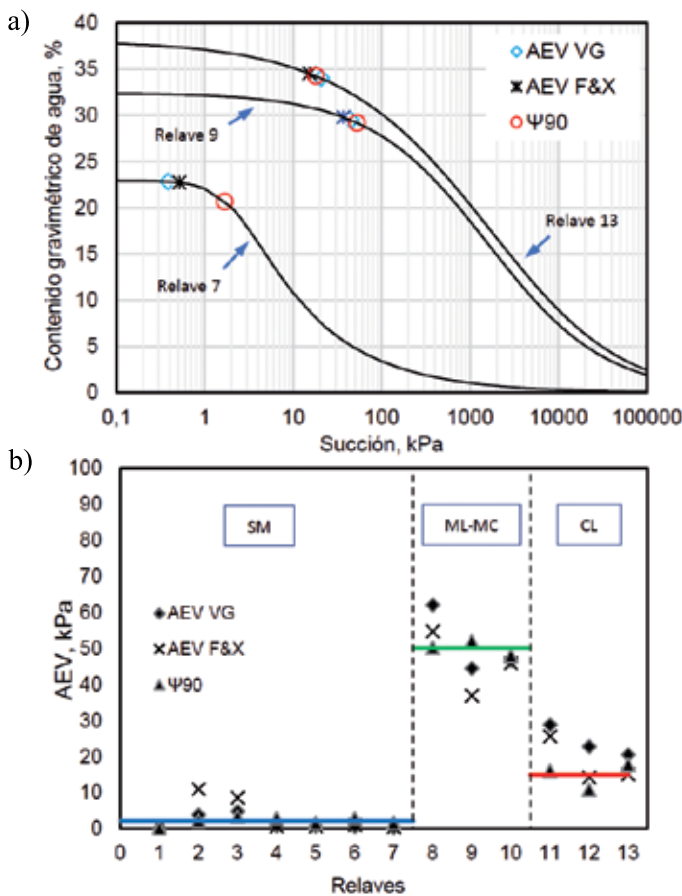 a)
Contenido gravimétrico de agua, %
40
35
30
25
20
15
10
5
0
AEV VG
AEV F&X
Ψ90
Relave 9
Relave 13
Relave 7
0,1
1
10
100
1000
10000
100000
Succión, kPa
b)
AEV, kPa
100
90
80
70
60
50
40
30
20
10
0
SM
ML-MC
CL
AEV VG
AEV F&X
Ψ90
0 1 2 3 4 5 6 7 8 9 10 11 12 13
Relaves